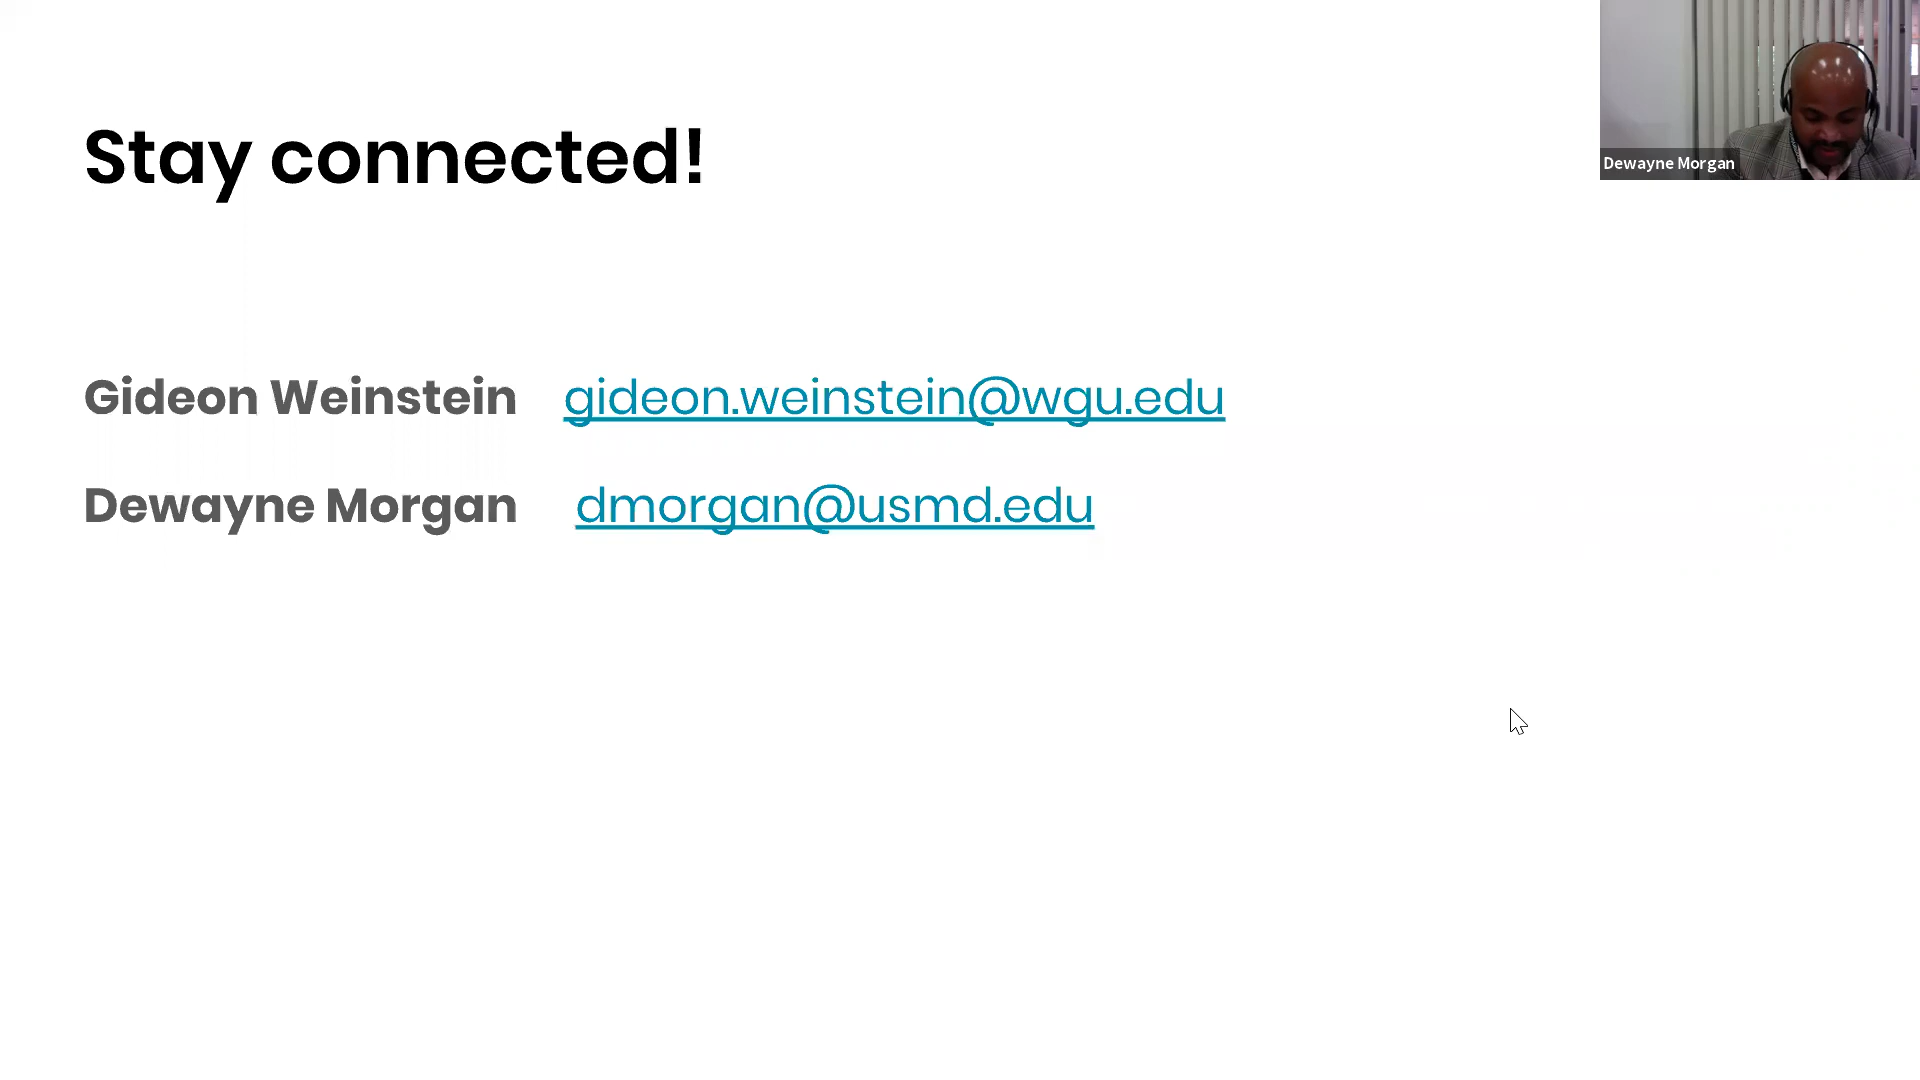 Stay connected!
Dewayne Morgan
Gideon Weinstein gideon.weinstein@wgu.edu
Dewayne Morgan dmorgan@usmd.edu